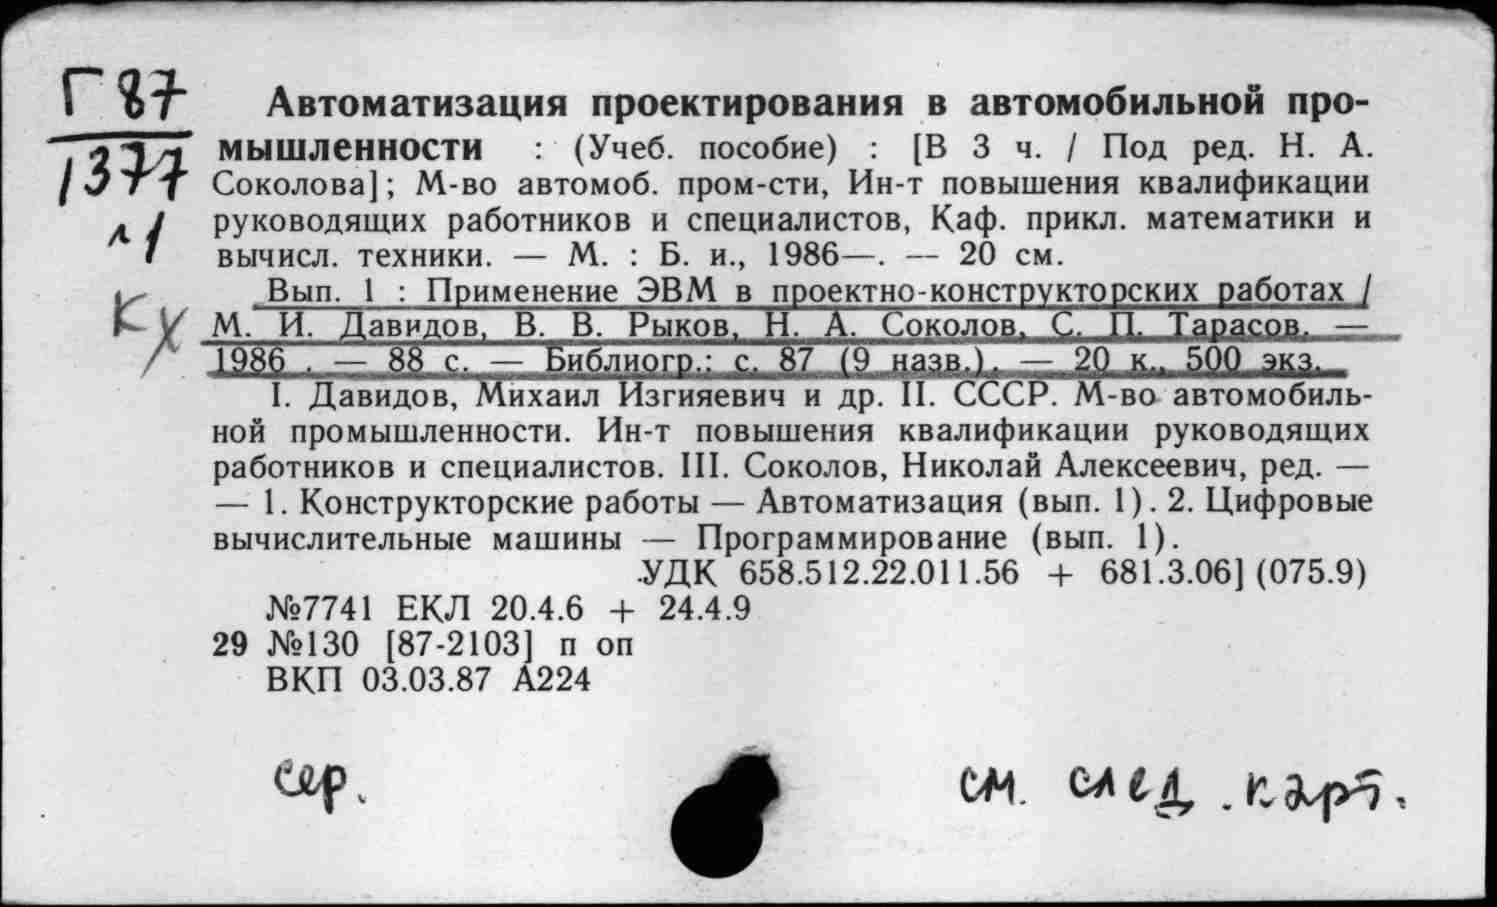 Г 87
1377
л 1
Кх
Автоматизация проектирования в автомобильной про-
мышленности : (Учеб. пособие) : [В 3 ч. / Под ред. Н. А.
Соколова]; М-во автомоб. пром-сти, Ин-т повышения квалификации
руководящих работников и специалистов, Каф. прикл. математики и
вычисл. техники. — М. : Б. и., 1986—. — 20 см.
Вып. 1 : Применение ЭВМ в проектно-конструкторских работах /
М. И. Давидов, В. В. Рыков, Н. А. Соколов, С. П. Тарасов. —
1986 . — 88 с. — Библиогр.: с. 87 (9 назв.). — 20 к., 500 экз.
I. Давидов, Михаил Изгияевич и др. II. СССР. М-во автомобиль-
ной промышленности. Ин-т повышения квалификации руководящих
работников и специалистов. III. Соколов, Николай Алексеевич, ред. —
— 1. Конструкторские работы — Автоматизация (вып. 1). 2. Цифровые
вычислительные машины — Программирование (вып. 1).
УДК 658.512.22.011.56 + 681.3.06] (075.9)
№7741 ЕКЛ 20.4.6 + 24.4.9
29 №130 [87-2103] п оп
ВКП 03.03.87 А224
сер.
см. след. карт.